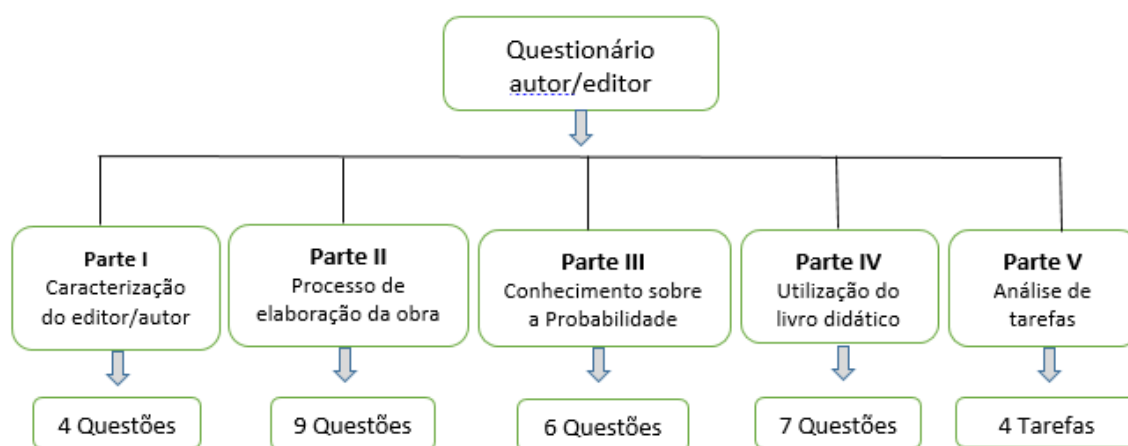 Questionário
autor/editor
Parte I
Caracterização
do editor/autor
Parte II
Processo de
elaboração da obra
Parte III
Conhecimento sobre
a Probabilidade
Parte IV
Utilização do
livro didático
Parte V
Análise de
tarefas
4 Questões
9 Questões
6 Questões
7 Questões
4 Tarefas